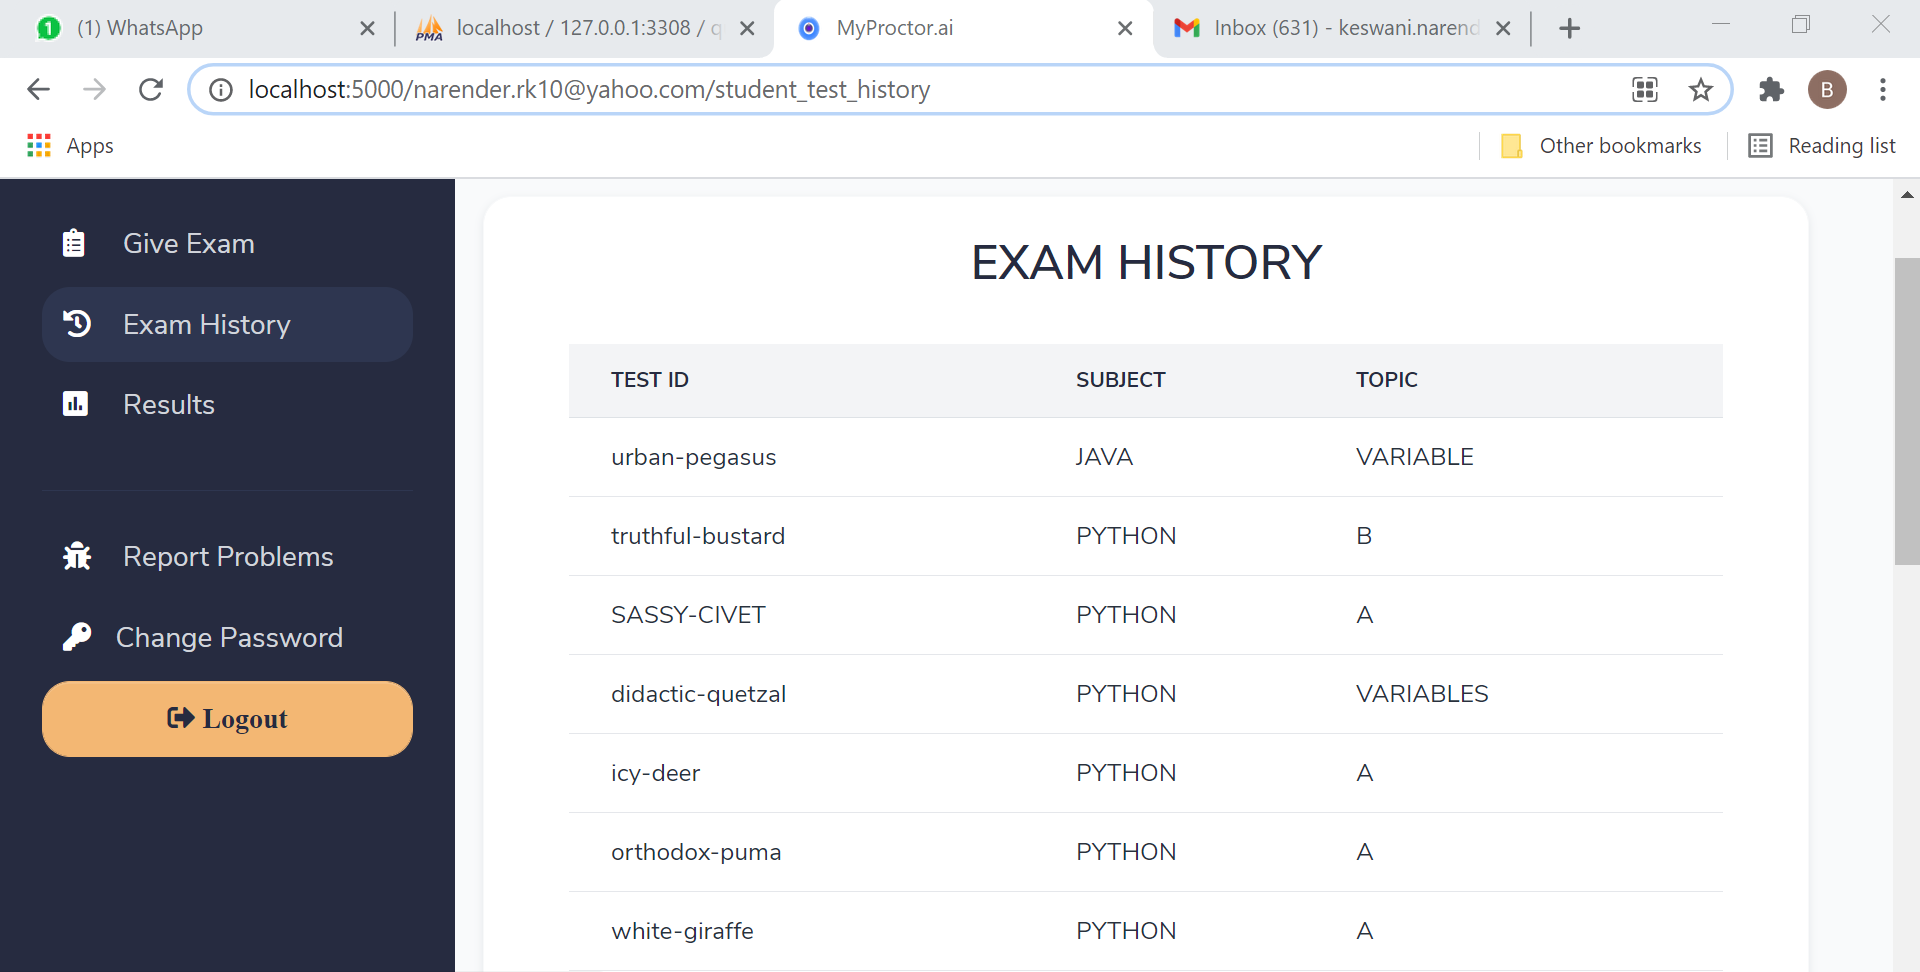 1 (1) WhatsApp
PMA localhost / 127.0.0.1:3308 / q
MyProctor.ai
Inbox (631) - keswani.narend
localhost:5000/narender.rk10@yahoo.com/student_test_history
B
Apps
Other bookmarks
Reading list
Give Exam
Exam History
Results
Report Problems
Change Password
Logout
EXAM HISTORY
TEST ID SUBJECT TOPIC
urban-pegasus JAVA VARIABLE
truthful-bustard PYTHON B
SASSY-CIVET PYTHON A
didactic-quetzal PYTHON VARIABLES
icy-deer PYTHON A
orthodox-puma PYTHON A
white-giraffe PYTHON A